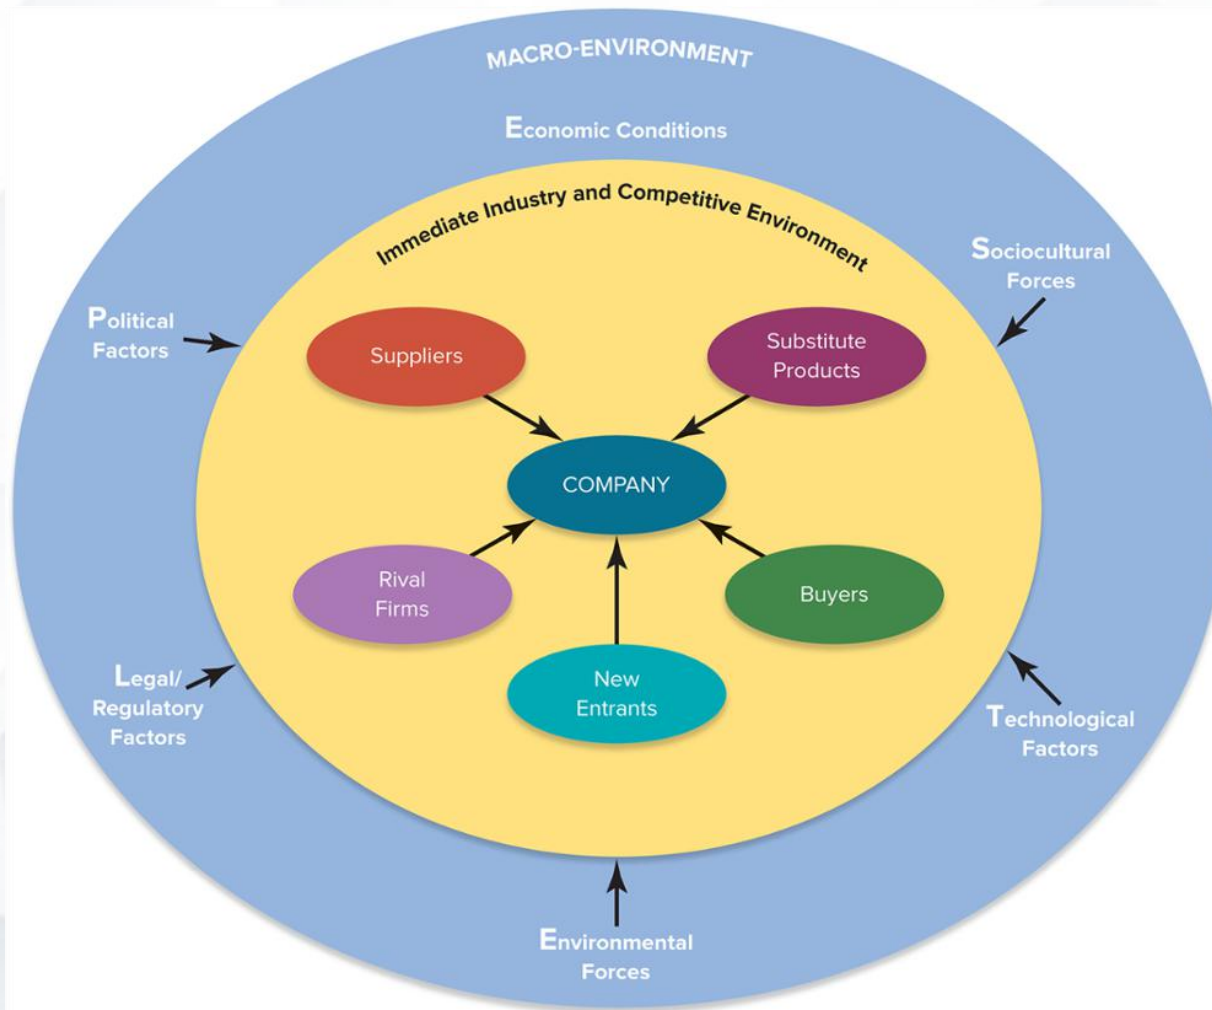 MACRO-ENVIRONMENT
Economic Conditions
Immediate Industry and Competitive Environment
Sociocultural
Forces
Political
Factors
Suppliers
Substitute
Products
COMPANY
Rival
Firms
Buyers
New
Entrants
Legal/
Regulatory
Factors
Technological
Factors
Environmental
Forces